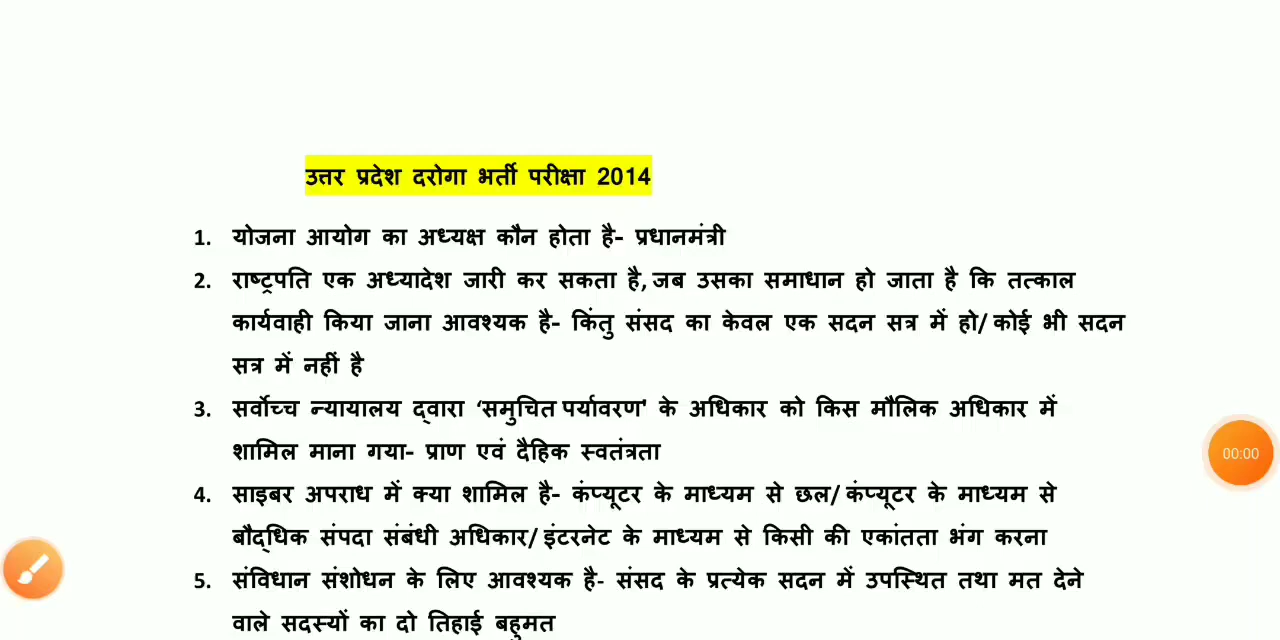 उत्तर प्रदेश दरोगा भर्ती परीक्षा 2014
1. योजना आयोग का अध्यक्ष कौन होता है- प्रधानमंत्री
2. राष्ट्रपति एक अध्यादेश जारी कर सकता है, जब उसका समाधान हो जाता है कि तत्काल
कार्यवाही किया जाना आवश्यक है- किंतु संसद का केवल एक सदन सत्र में हो/ कोई भी सदन
सत्र में नहीं है
3. सर्वोच्च न्यायालय द्वारा ‘समुचित पर्यावरण' के अधिकार को किस मौलिक अधिकार में
शामिल माना गया- प्राण एवं दैहिक स्वतंत्रता
4. साइबर अपराध में क्या शामिल है- कंप्यूटर के माध्यम से छल/ कंप्यूटर के माध्यम से
बौद्धिक संपदा संबंधी अधिकार/ इंटरनेट के माध्यम से किसी की एकांतता भंग करना
5. संविधान संशोधन के लिए आवश्यक है- संसद के प्रत्येक सदन में उपस्थित तथा मत देने
वाले सदस्यों का दो तिहाई बहुमत
00:00